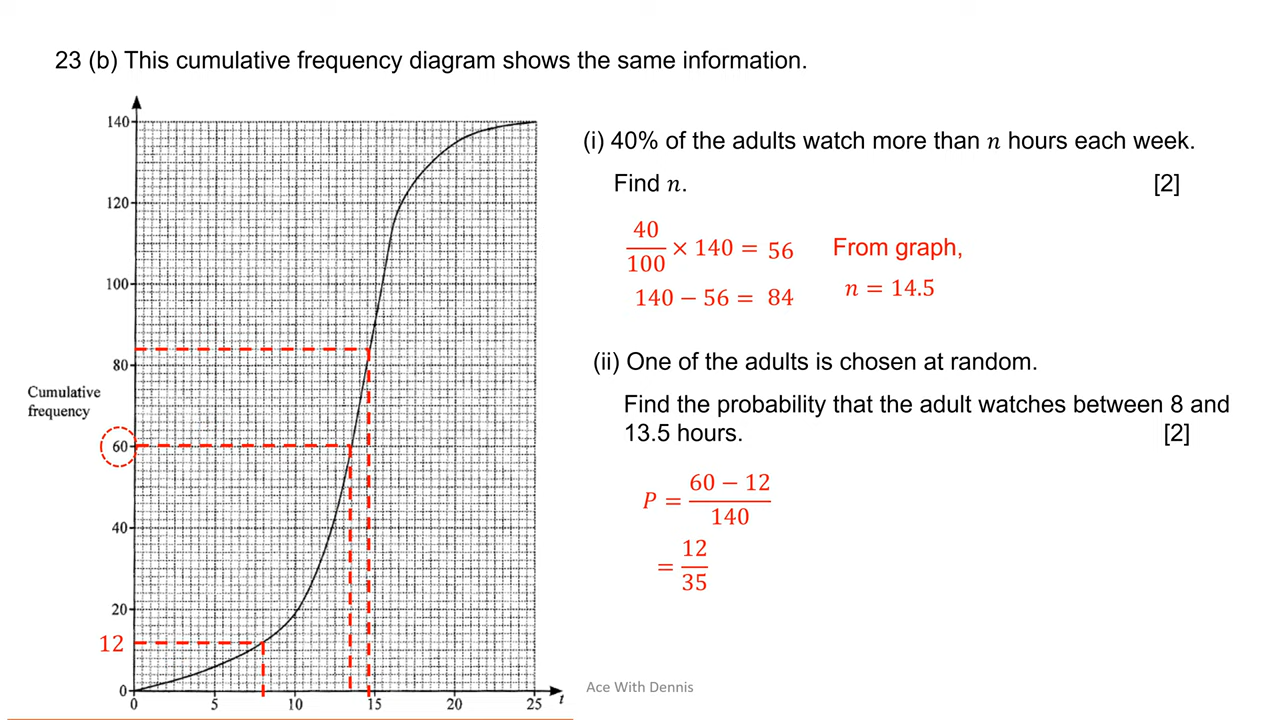 23 (b) This cumulative frequency diagram shows the same information.
140
120
100
80
Cumulative
frequency
60
40
20
12
0
0 5 10 15 20 25 t
(i) 40% of the adults watch more than n hours each week.
Find n. [2]
40/100 × 140 = 56 From graph,
140 − 56 = 84 n = 14.5
(ii) One of the adults is chosen at random.
Find the probability that the adult watches between 8 and
13.5 hours. [2]
P = (60 − 12)/140
= 12/35
Ace With Dennis